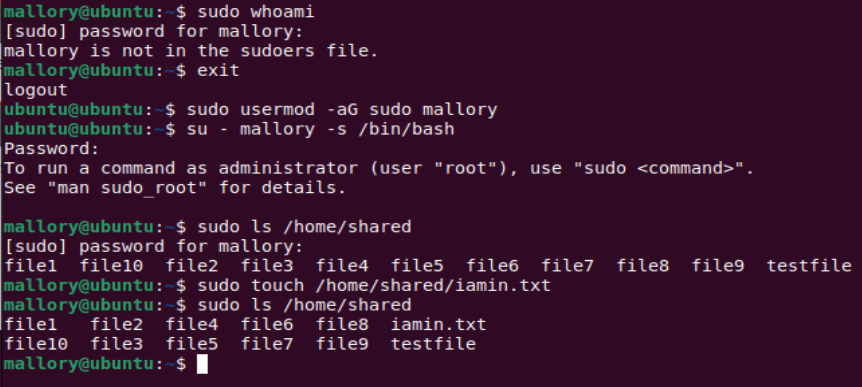 mallory@ubuntu:~$ sudo whoami
[sudo] password for mallory:
mallory is not in the sudoers file.
mallory@ubuntu:~$ exit
logout
ubuntu@ubuntu:~$ sudo usermod -aG sudo mallory
ubuntu@ubuntu:~$ su - mallory -s /bin/bash
Password:
To run a command as administrator (user "root"), use "sudo <command>".
See "man sudo_root" for details.
mallory@ubuntu:~$ sudo ls /home/shared
[sudo] password for mallory:
file1  file10  file2  file3  file4  file5  file6  file7  file8  file9  testfile
mallory@ubuntu:~$ sudo touch /home/shared/iamin.txt
mallory@ubuntu:~$ sudo ls /home/shared
file1   file2  file4  file6  file8  iamin.txt
file10  file3  file5  file7  file9  testfile
mallory@ubuntu:~$